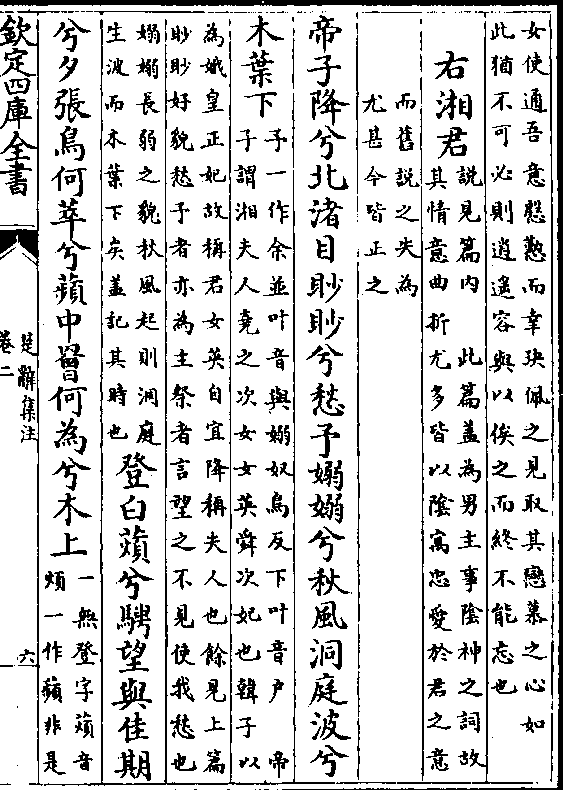 女使通吾意慇懃而幸玦佩之見取其戀慕之心如
此猶不可必則逍遥容與以俟之而終不能忘也
右湘君說見篇内　此篇蓋為男主事陰神之詞故
其情意曲折尤多皆以陰寓忠愛於君之意
而舊說之失為
尤甚今皆正之
帝子降兮北渚目眇眇兮愁予嫋嫋兮秋風洞庭波兮
木葉下予一作余並叶音與嫋奴鳥反下叶音户　帝
子謂湘夫人堯之次女女英舜次妃也韓子以
為娥皇正妃故稱君女英自宜降稱夫人也餘見上篇
眇眇好貌愁予者亦為主祭者言望之不見使我愁也
嫋嫋長弱之貌秋風起則洞庭
生波而木葉下矣蓋記其時也
登白薠兮騁望與佳期
兮夕張鳥何萃兮蘋中罾何為兮木上一無登字薠音
煩一作蘋非是
欽定四庫全書
楚辭集注
卷二
六